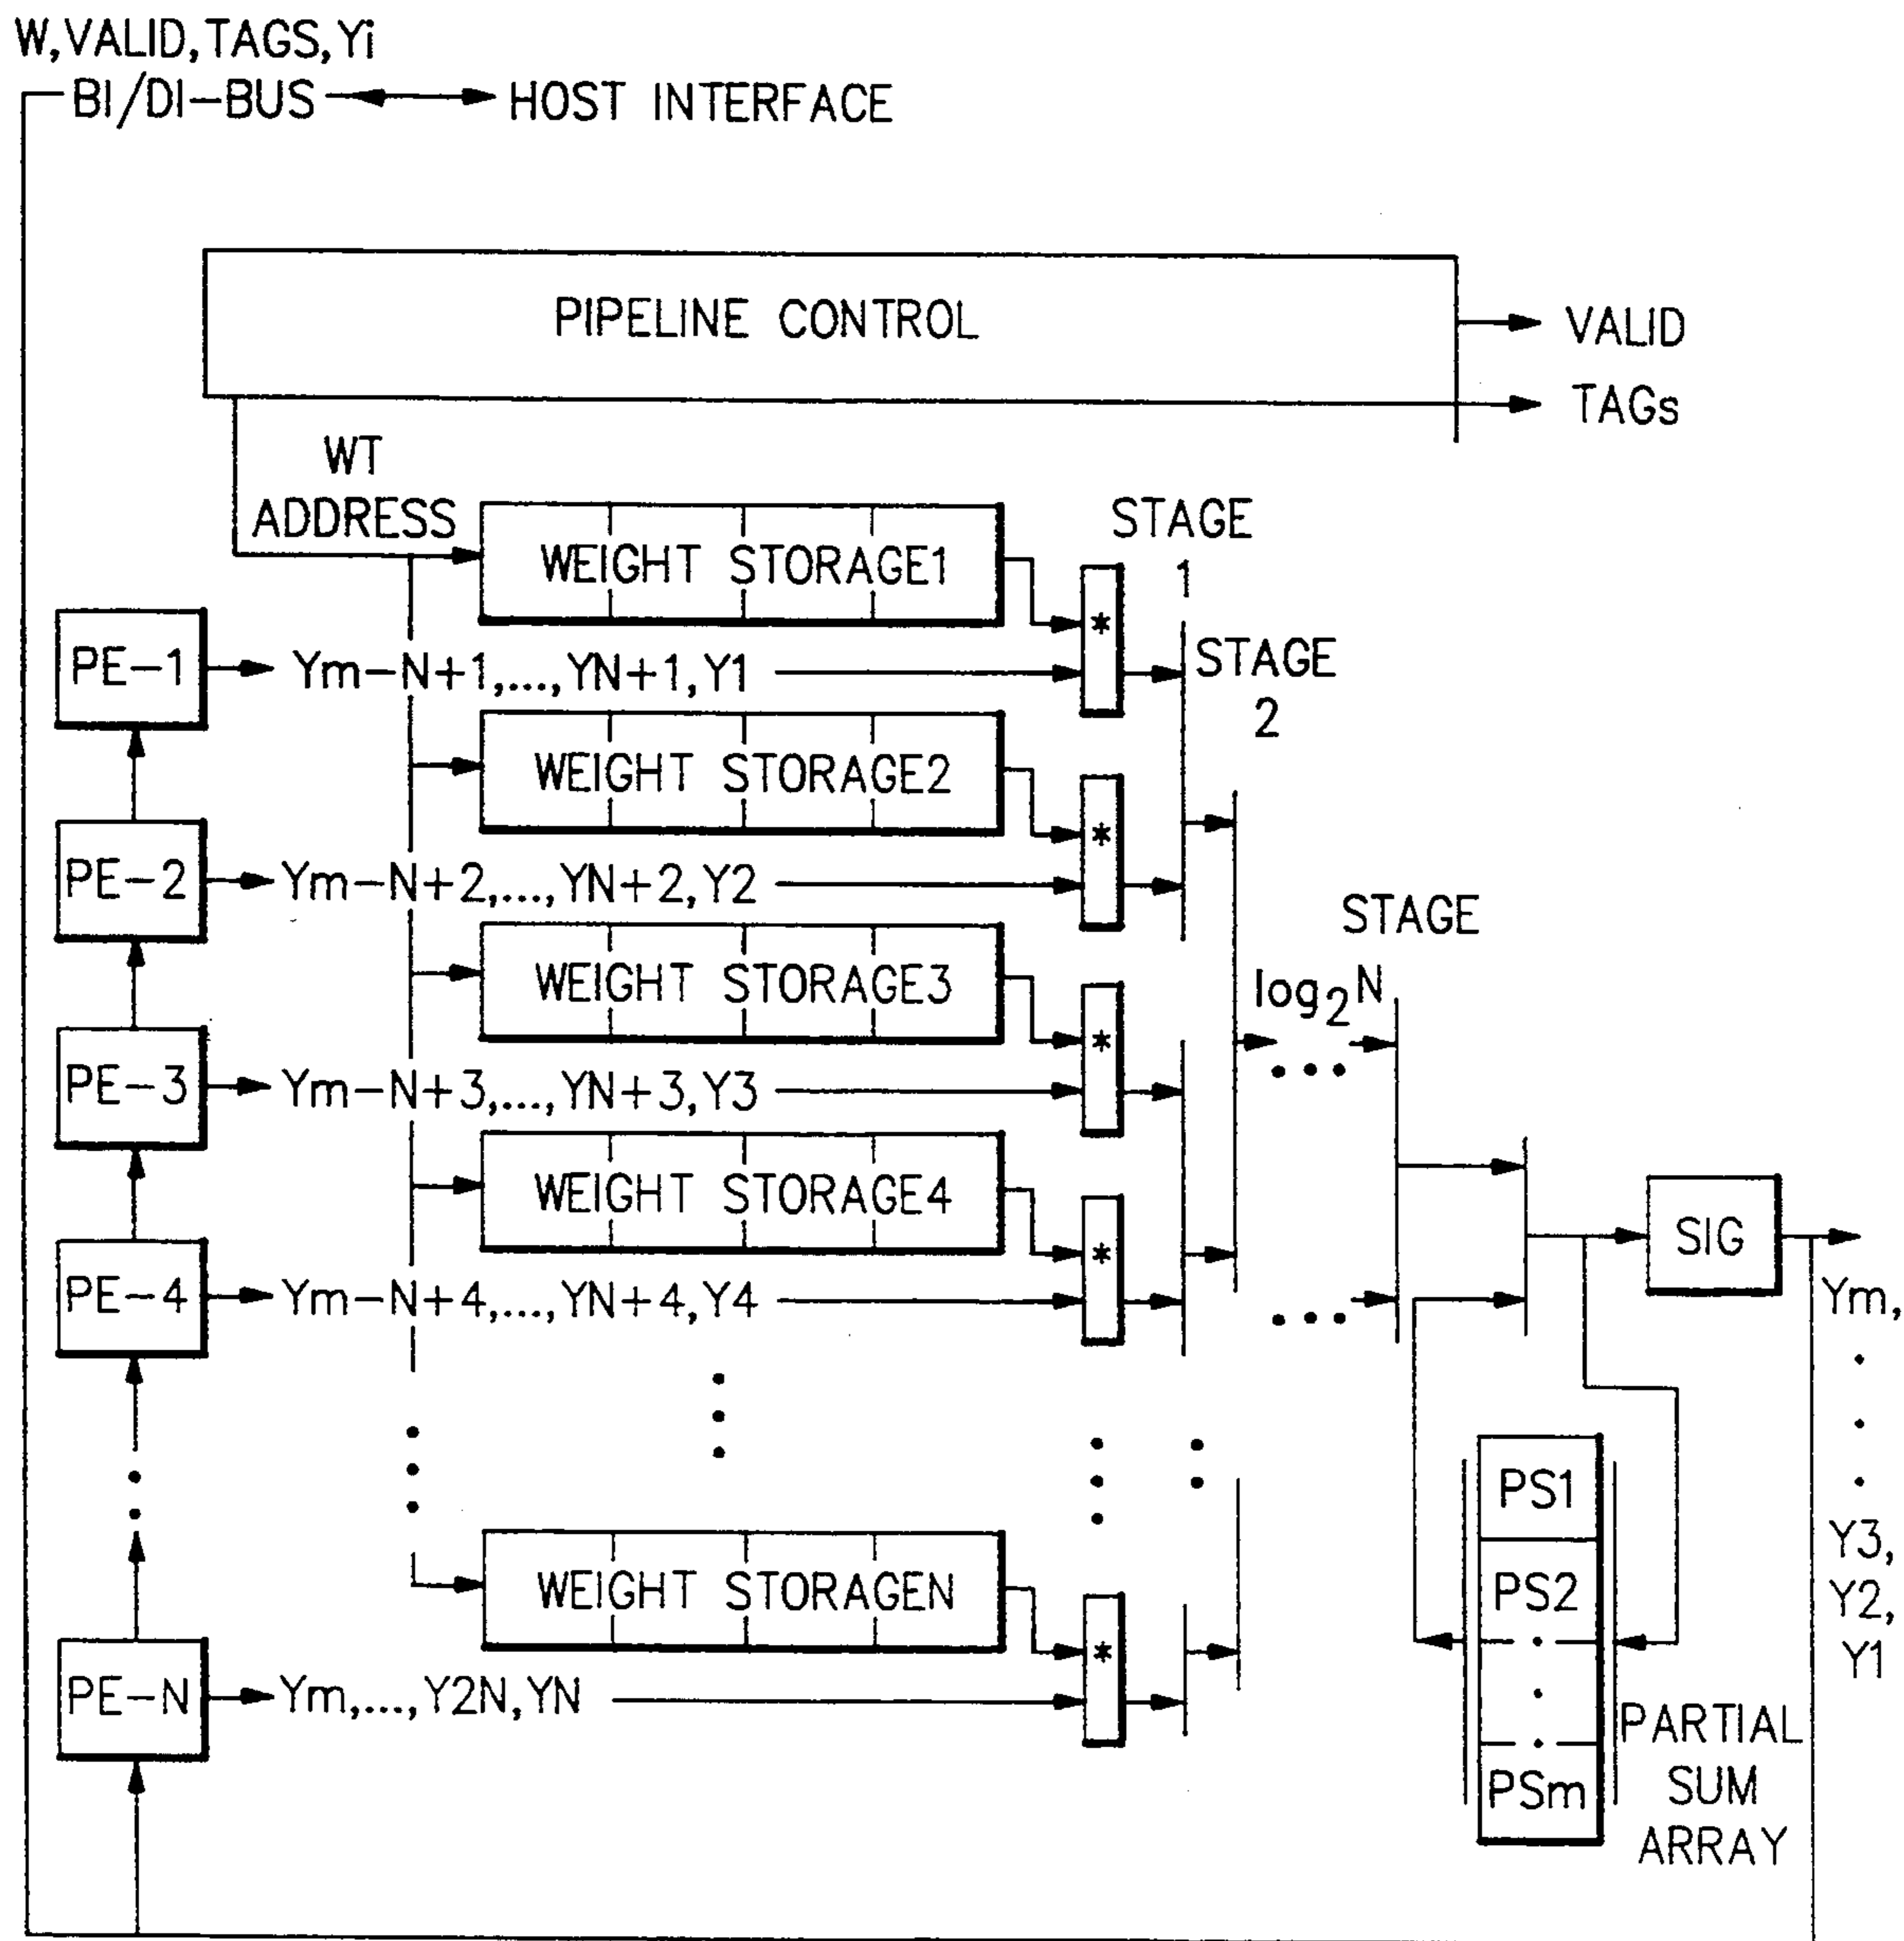 W,VALID,TAGS,Yi
BI/DI-BUS HOST INTERFACE
PIPELINE CONTROL
VALID
TAGs
WT
ADDRESS
WEIGHT STORAGE1
STAGE
1
*
PE-1
Ym-N+1,...,YN+1,Y1
STAGE
2
WEIGHT STORAGE2
*
PE-2
Ym-N+2,...,YN+2,Y2
STAGE
log₂N
WEIGHT STORAGE3
*
PE-3
Ym-N+3,...,YN+3,Y3
...
WEIGHT STORAGE4
*
PE-4
Ym-N+4,...,YN+4,Y4
...
SIG
Ym,
.
.
.
Y3,
Y2,
Y1
PS1
PS2
PSm
PARTIAL
SUM
ARRAY
WEIGHT STORAGEN
*
PE-N
Ym,...,Y2N,YN